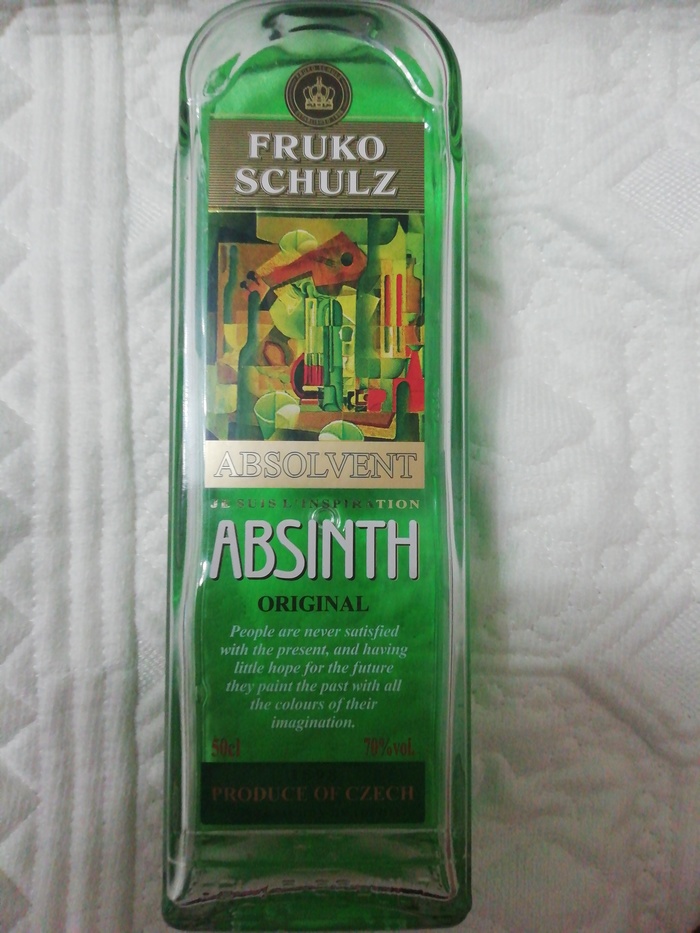 FRUKO
SCHULZ
ABSOLVENT
JE SUIS L'INSPIRATION
ABSINTH
ORIGINAL
People are never satisfied
with the present, and having
little hope for the future
they paint the past with all
the colours of their
imagination.
50cl 70%vol.
PRODUCE OF CZECH